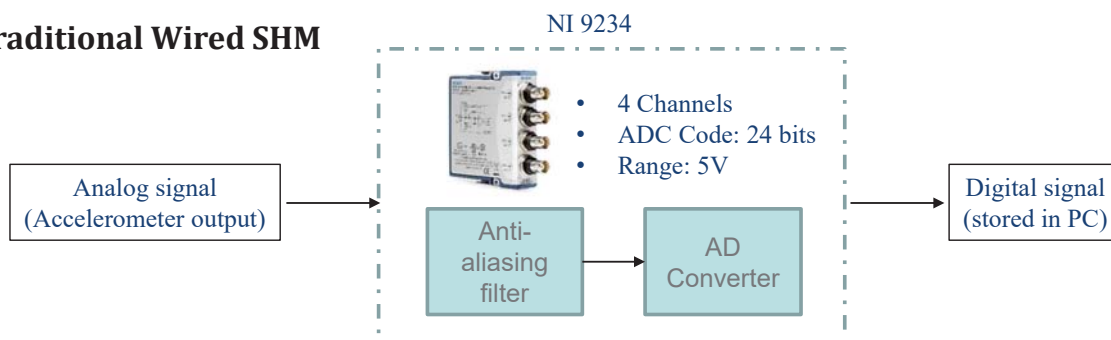 raditional Wired SHM
NI 9234
• 4 Channels
• ADC Code: 24 bits
• Range: 5V
Analog signal
(Accelerometer output)
Anti-
aliasing
filter
AD
Converter
Digital signal
(stored in PC)